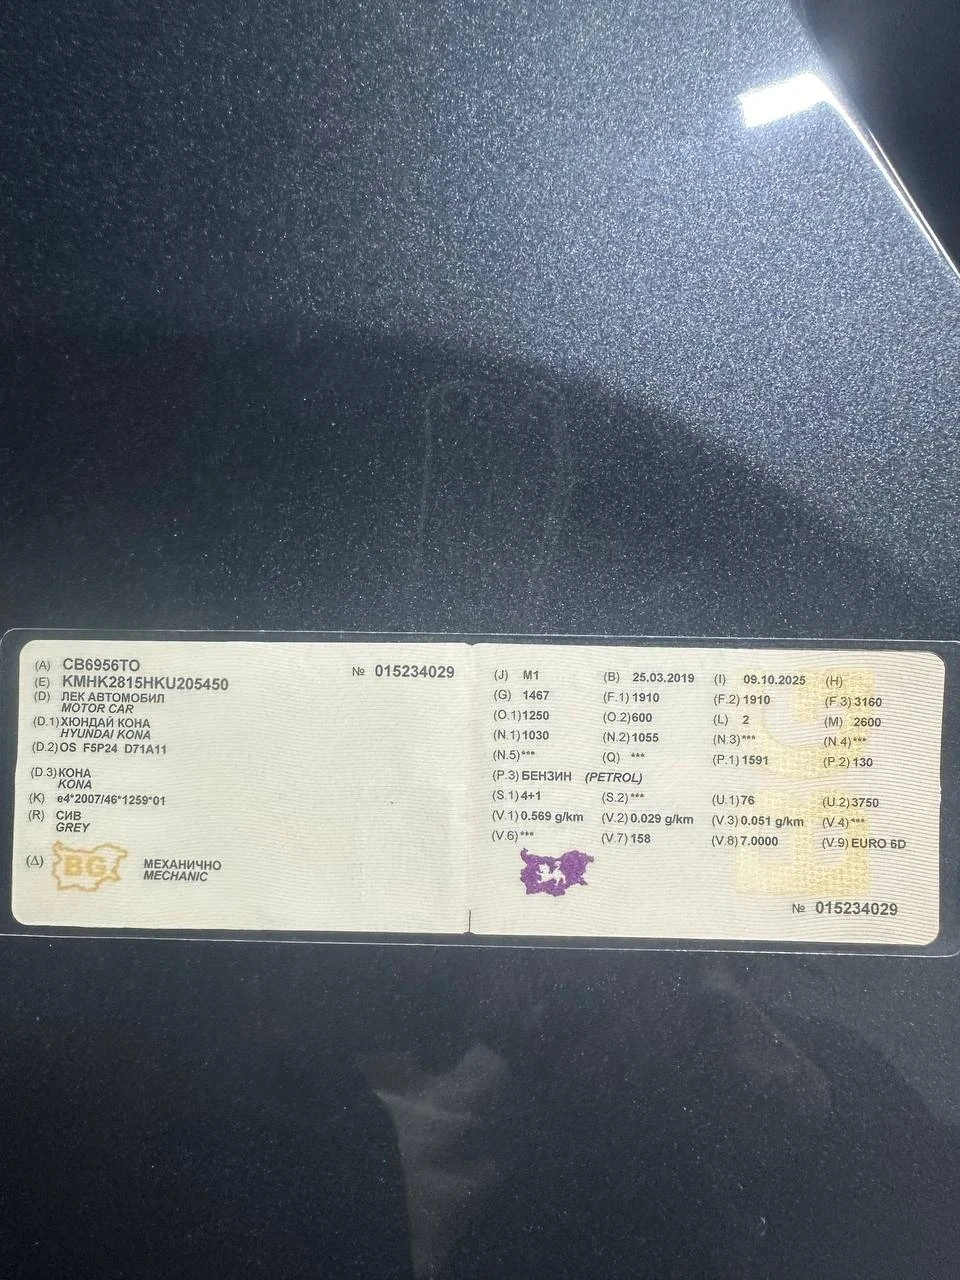 (A) СВ6956ТО
№ 015234029
(E) KMHK2815HKU205450
(D) ЛЕК АВТОМОБИЛ
MOTOR CAR
(D.1) ХЮНДАЙ КОНА
HYUNDAI KONA
(D.2) OS F5P24 D71A11
(D.3) КОНА
KONA
(K) e4*2007/46*1259*01
(R) СИВ
GREY
(Δ) BG МЕХАНИЧНО
MECHANIC
(J) M1 (B) 25.03.2019 (I) 09.10.2025 (H)
(G) 1467 (F.1) 1910 (F.2) 1910 (F.3) 3160
(O.1) 1250 (O.2) 600 (L) 2 (M) 2600
(N.1) 1030 (N.2) 1055 (N.3) *** (N.4) ***
(N.5) *** (Q) *** (P.1) 1591 (P.2) 130
(P.3) БЕНЗИН (PETROL)
(S.1) 4+1 (S.2) *** (U.1) 76 (U.2) 3750
(V.1) 0.569 g/km (V.2) 0.029 g/km (V.3) 0.051 g/km (V.4) ***
(V.6) *** (V.7) 158 (V.8) 7.0000 (V.9) EURO 6D
№ 015234029